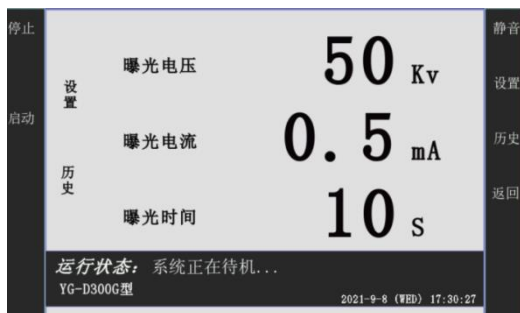 停止
启动
设置
历史
曝光电压 50 Kv
曝光电流 0.5 mA
曝光时间 10 S
静音
设置
历史
返回
运行状态：系统正在待机...
YG-D300G型
2021-9-8 (WED) 17:30:27